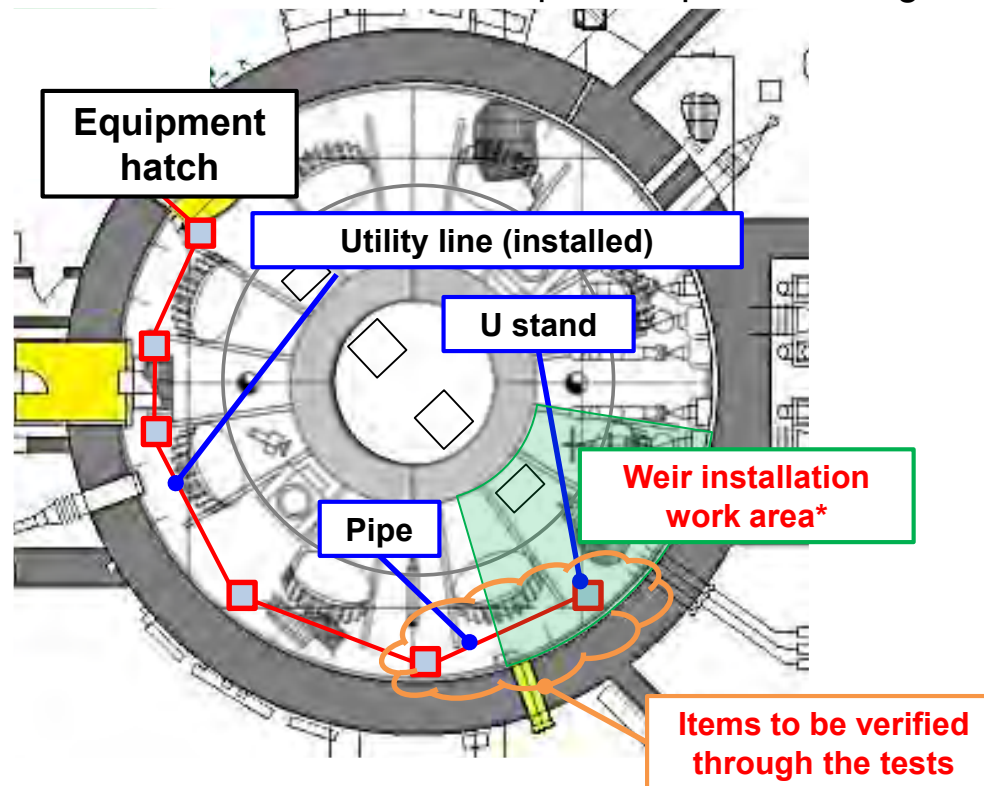 Equipment
hatch
Utility line (installed)
U stand
Weir installation
work area*
Pipe
Items to be verified
through the tests